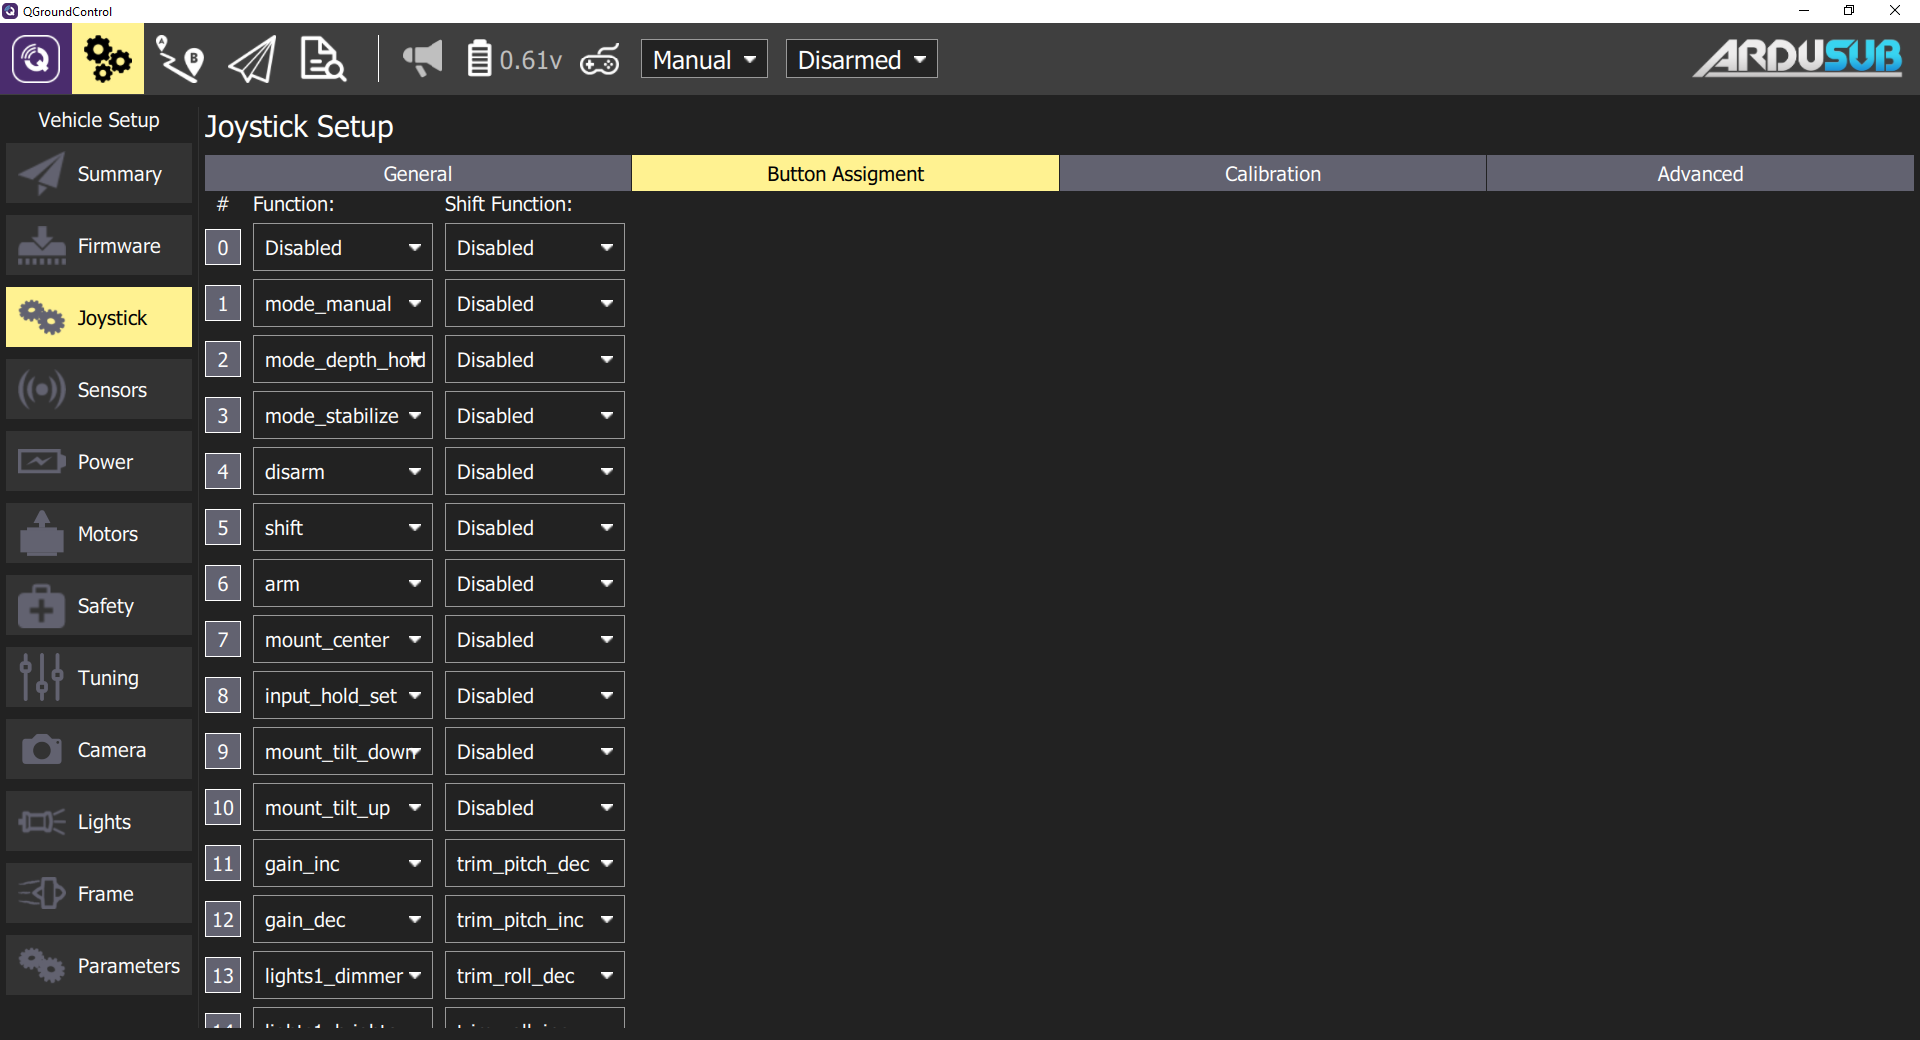 QGroundControl
0.61v
Manual
Disarmed
ARDUSUB
Vehicle Setup
Summary
Firmware
Joystick
Sensors
Power
Motors
Safety
Tuning
Camera
Lights
Frame
Parameters
Joystick Setup
General
Button Assigment
Calibration
Advanced
# Function: Shift Function:
0 Disabled Disabled
1 mode_manual Disabled
2 mode_depth_hold Disabled
3 mode_stabilize Disabled
4 disarm Disabled
5 shift Disabled
6 arm Disabled
7 mount_center Disabled
8 input_hold_set Disabled
9 mount_tilt_down Disabled
10 mount_tilt_up Disabled
11 gain_inc trim_pitch_dec
12 gain_dec trim_pitch_inc
13 lights1_dimmer trim_roll_dec